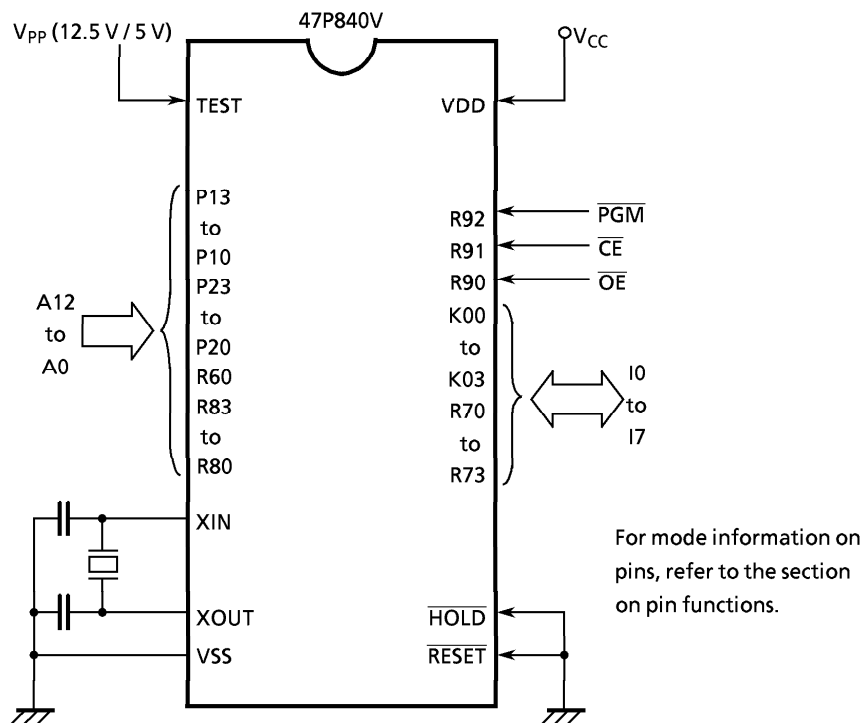 47P840V
VPP (12.5 V / 5 V)
VCC
TEST
VDD
P13
to
P10
P23
to
P20
R60
R83
to
R80
A12
to
A0
R92
R91
R90
K00
to
K03
R70
to
R73
PGM
CE
OE
I0
to
I7
XIN
XOUT
VSS
HOLD
RESET
For mode information on
pins, refer to the section
on pin functions.